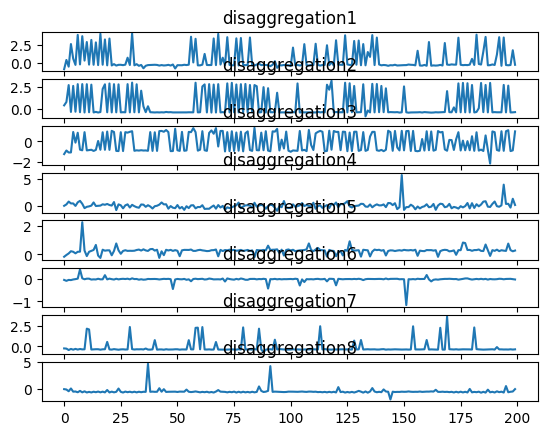 disaggregation1
2.5
0.0
disaggregation2
2.5
0.0
disaggregation3
0
−2
disaggregation4
5
0
disaggregation5
2
0
disaggregation6
0
−1
disaggregation7
2.5
0.0
disaggregation8
5
0
0 25 50 75 100 125 150 175 200